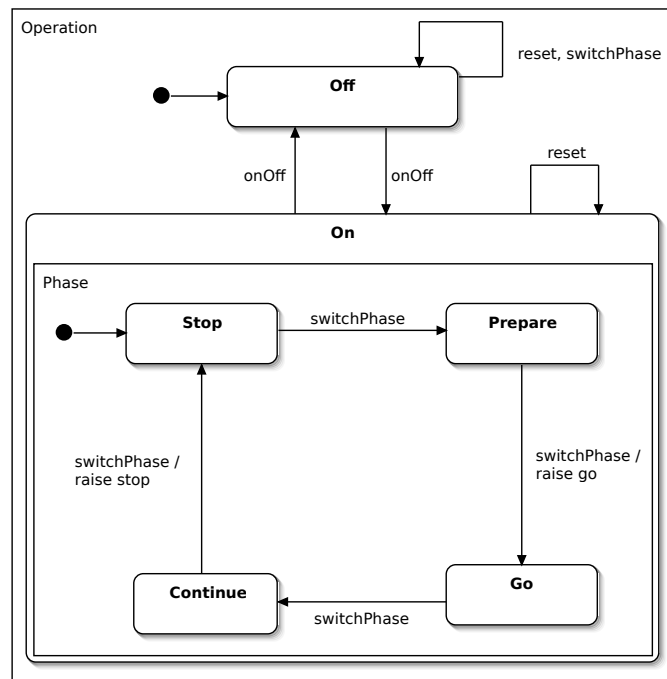 Operation
reset, switchPhase
Off
onOff
onOff
reset
On
Phase
Stop
switchPhase
Prepare
switchPhase /
raise stop
switchPhase /
raise go
Continue
switchPhase
Go